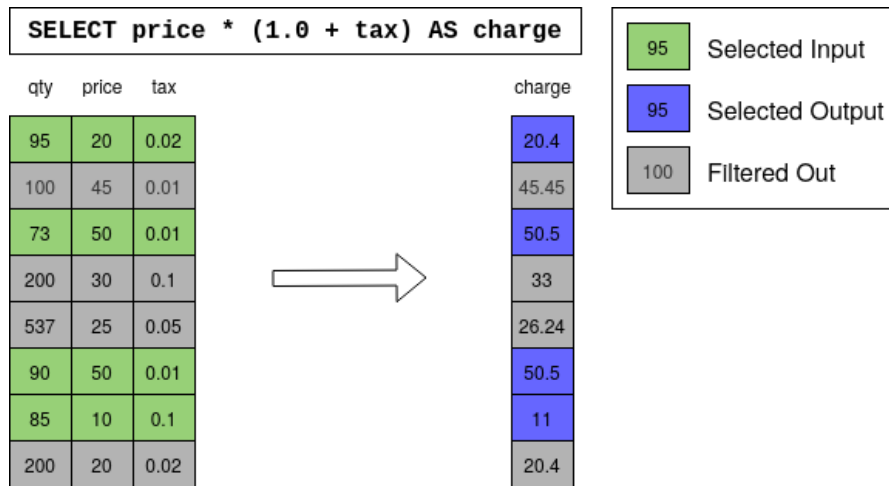 SELECT price * (1.0 + tax) AS charge
qty price tax
95 20 0.02
100 45 0.01
73 50 0.01
200 30 0.1
537 25 0.05
90 50 0.01
85 10 0.1
200 20 0.02
charge
20.4
45.45
50.5
33
26.24
50.5
11
20.4
95 Selected Input
95 Selected Output
100 Filtered Out